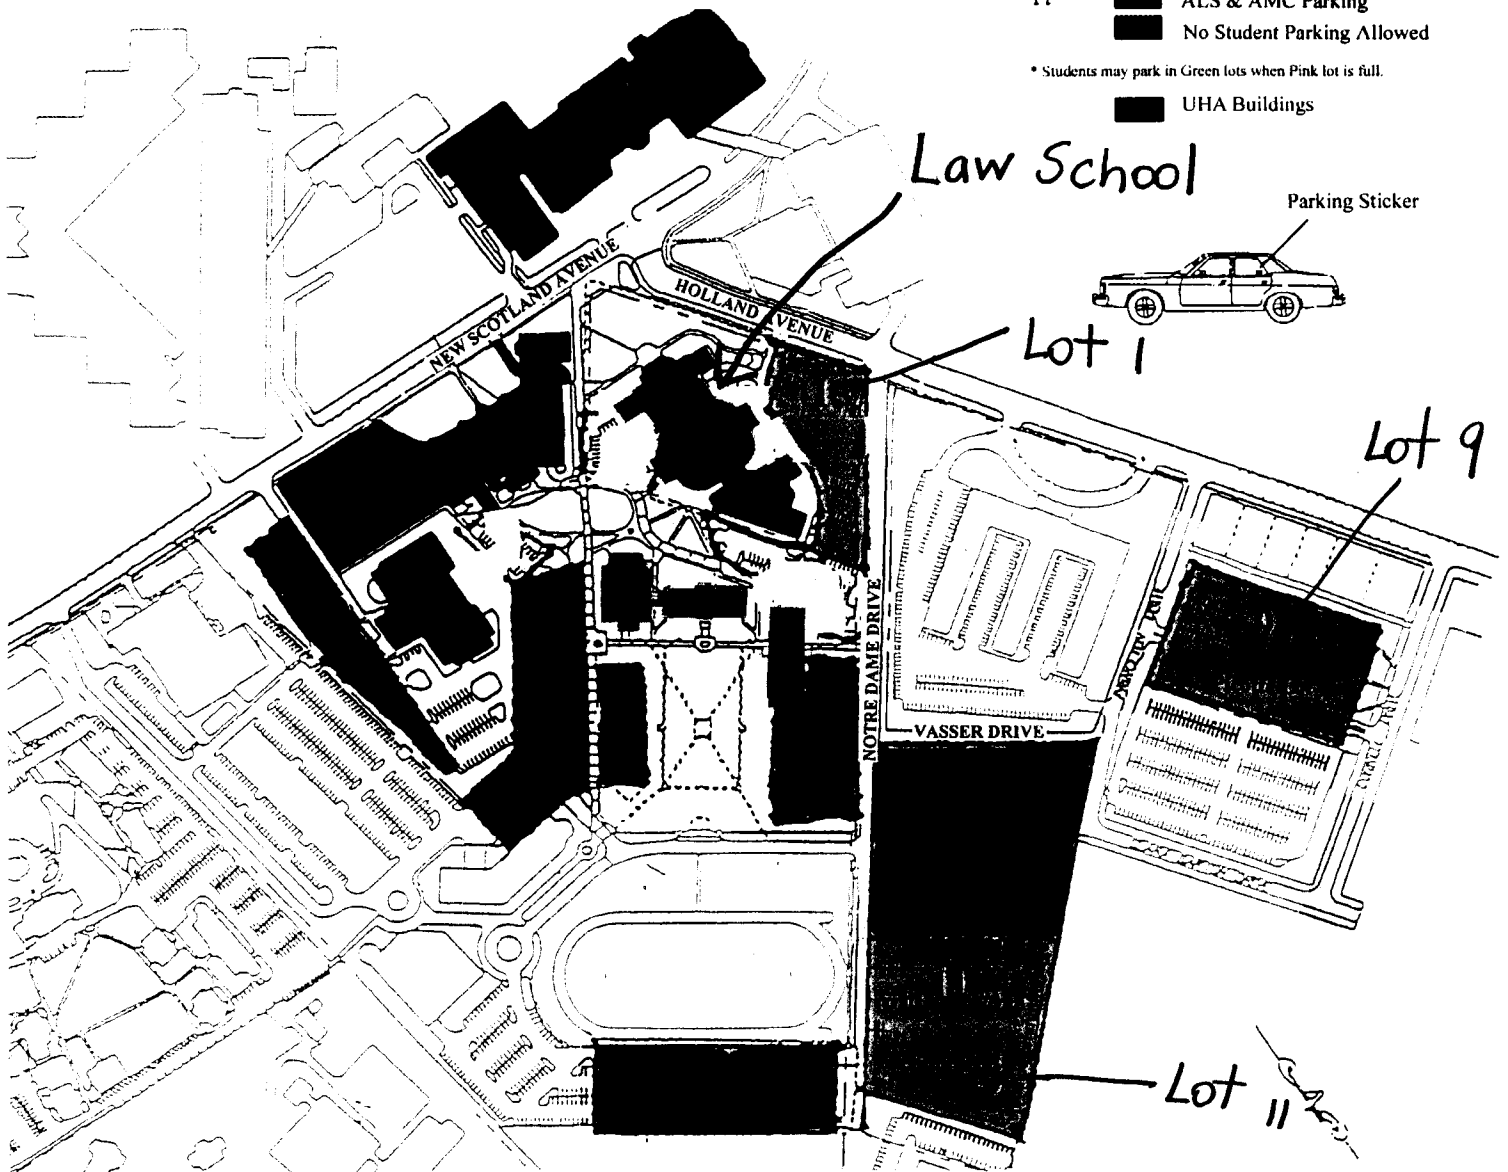 ALS & AMC Parking
No Student Parking Allowed
* Students may park in Green lots when Pink lot is full.
UHA Buildings
Law School
Parking Sticker
NEW SCOTLAND AVENUE
HOLLAND AVENUE
Lot 1
Lot 9
NOTRE DAME DRIVE
VASSER DRIVE
Lot 11